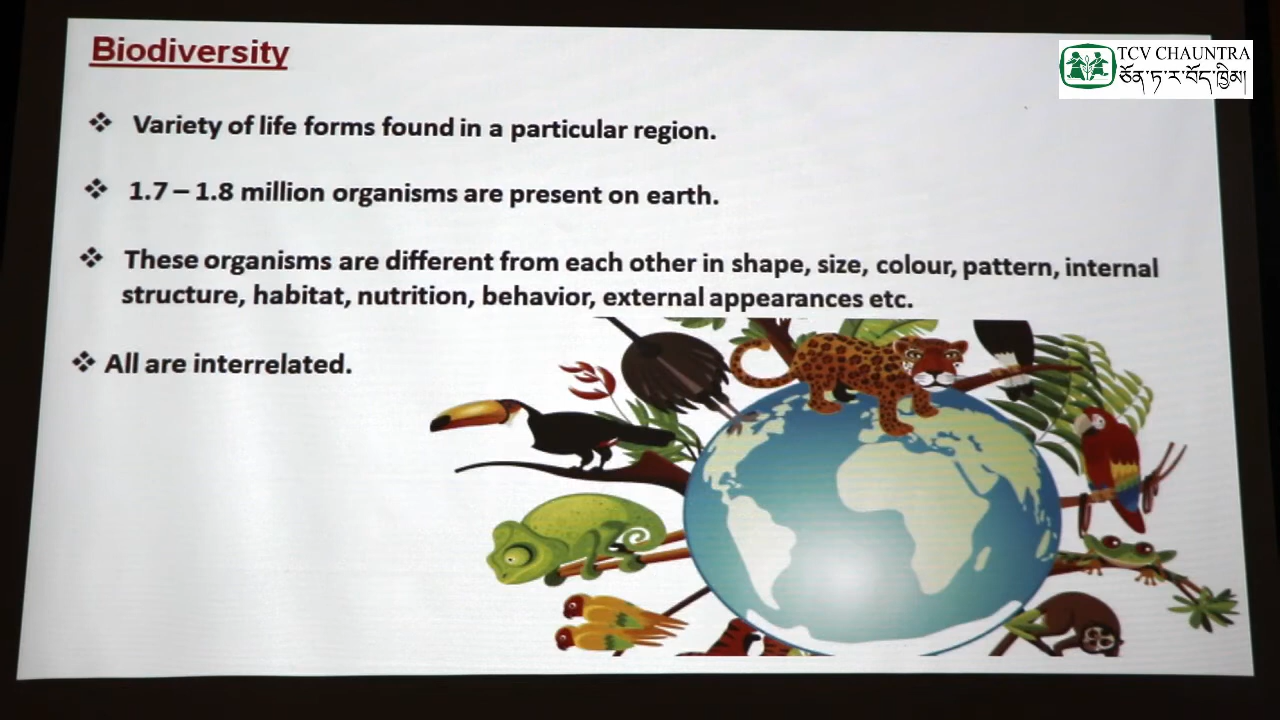 Biodiversity
TCV CHAUNTRA
ཅོན་ཏ་ར་བོད་ཁྱིམ།
❖ Variety of life forms found in a particular region.
❖ 1.7 – 1.8 million organisms are present on earth.
❖ These organisms are different from each other in shape, size, colour, pattern, internal
structure, habitat, nutrition, behavior, external appearances etc.
❖ All are interrelated.